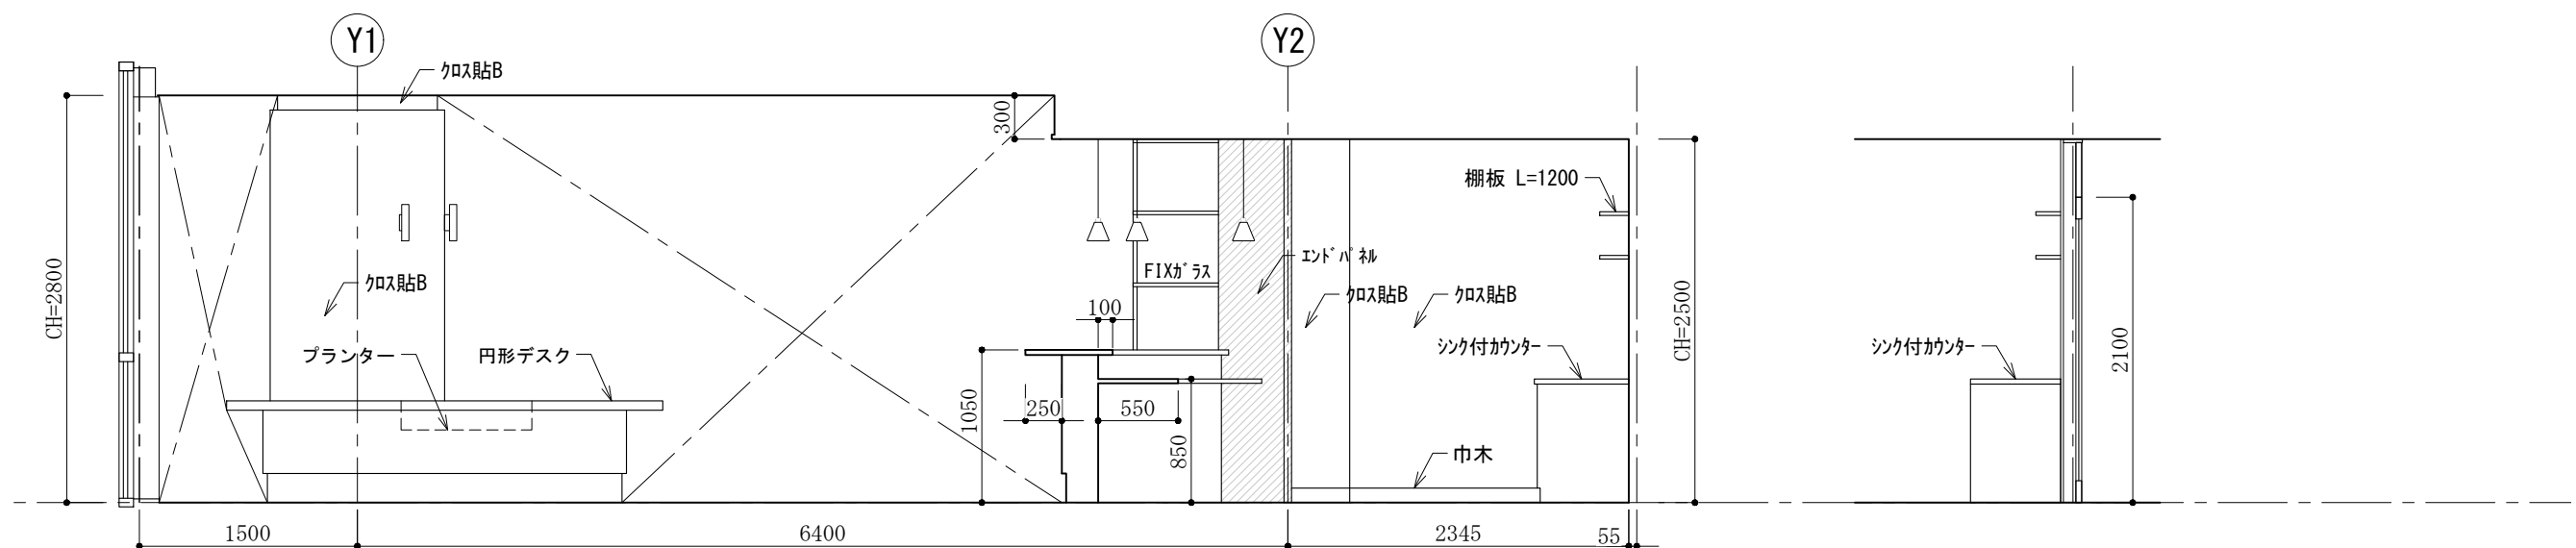 Y1
Y2
クロス貼B
300
棚板 L=1200
CH=2800
エンドパネル
FIXガラス
クロス貼B
クロス貼B
クロス貼B
100
CH=2500
2100
プランター
円形デスク
シンク付カウンター
シンク付カウンター
1050
250
550
850
巾木
1500
6400
2345
55